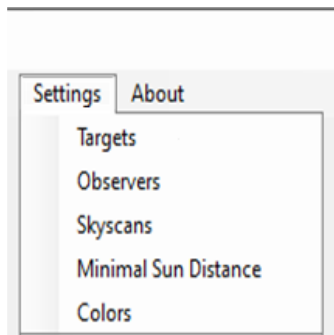 Settings About
Targets
Observers
Skyscans
Minimal Sun Distance
Colors